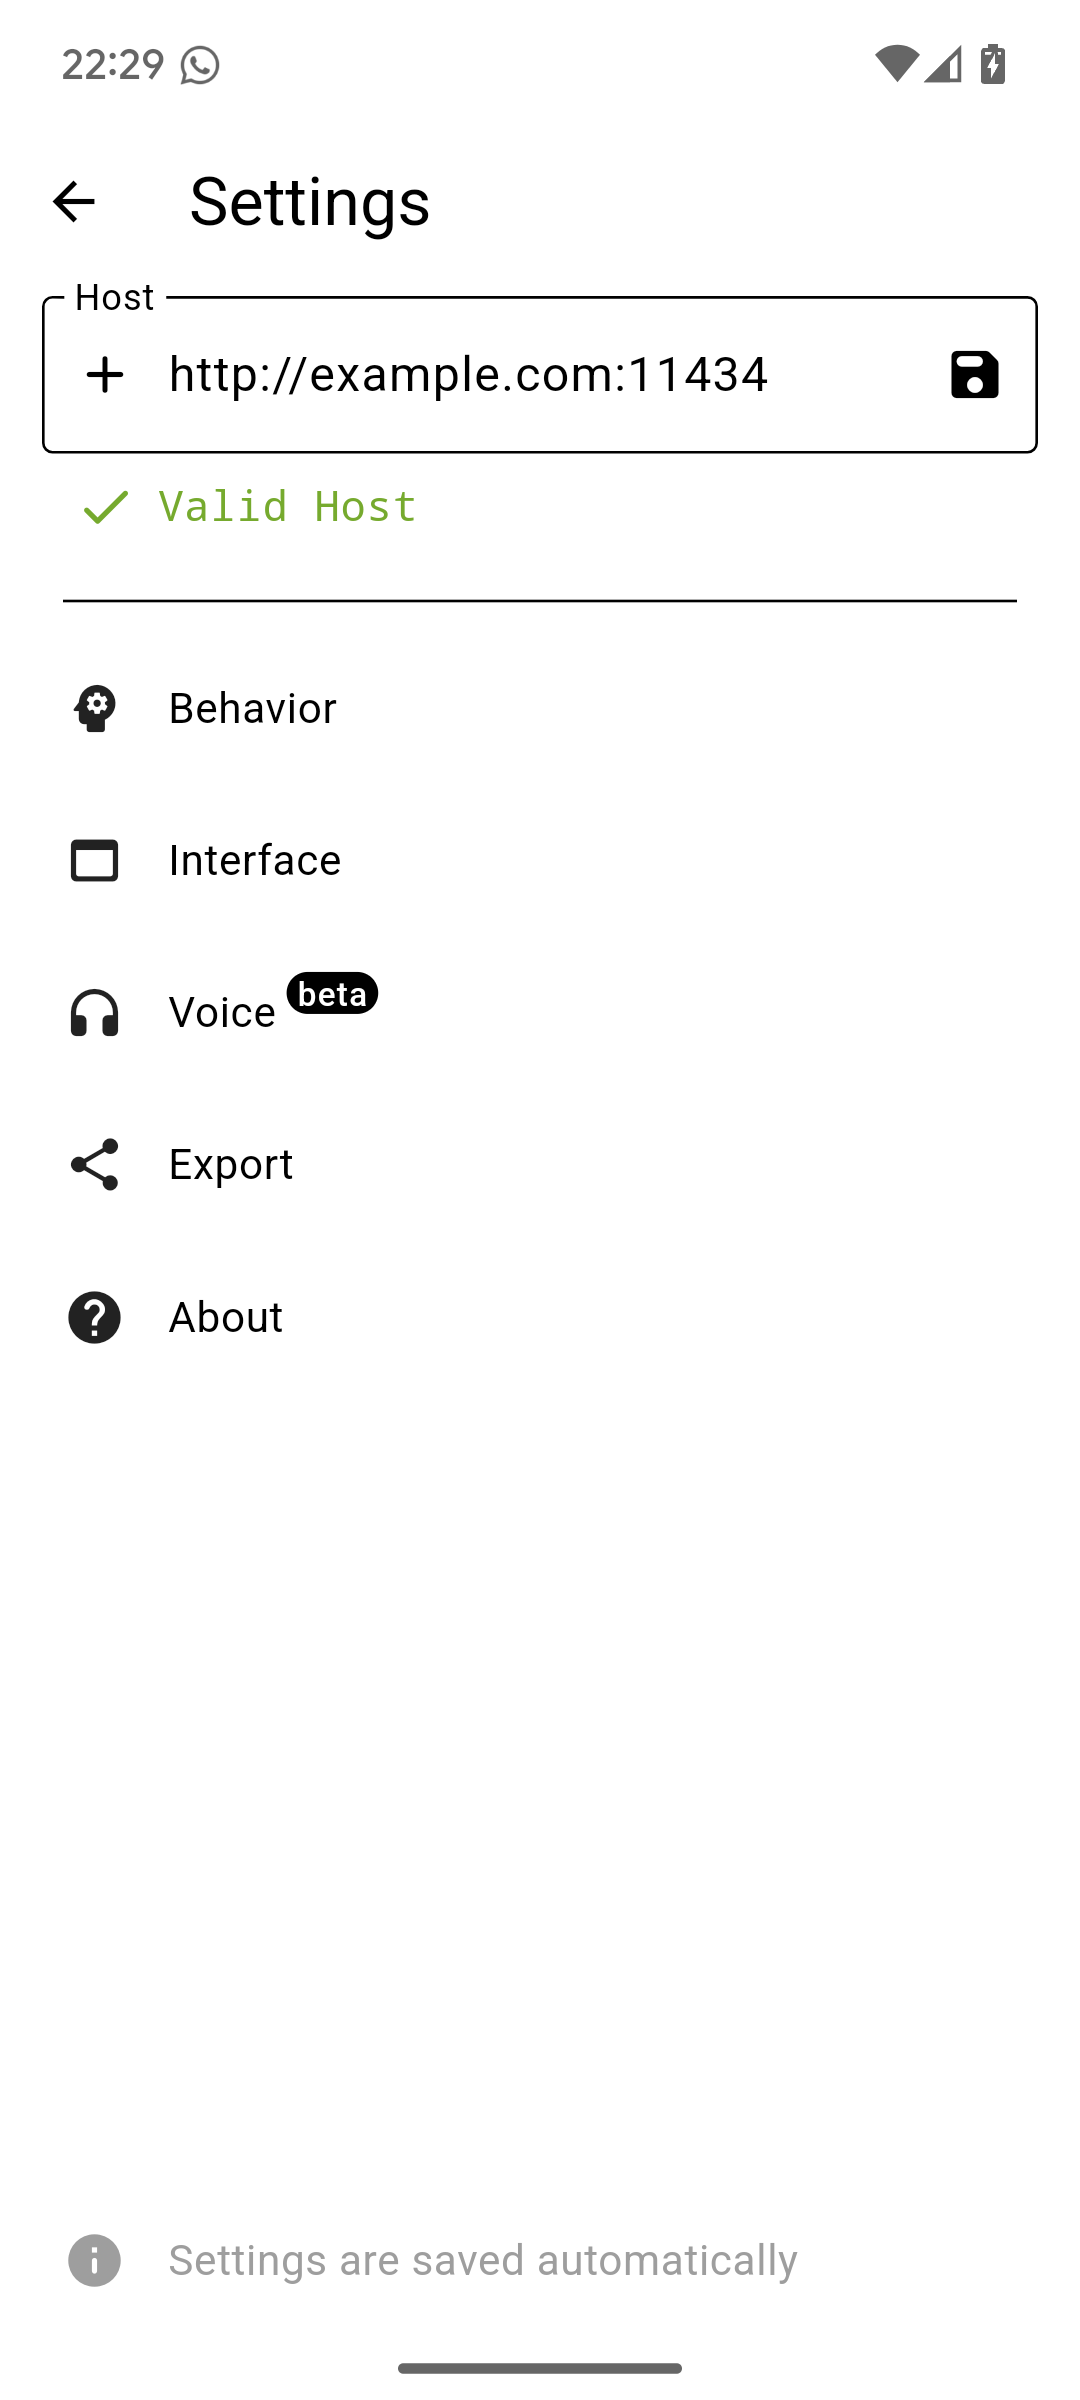 22:29
Settings
Host
http://example.com:11434
Valid Host
Behavior
Interface
Voice beta
Export
About
Settings are saved automatically